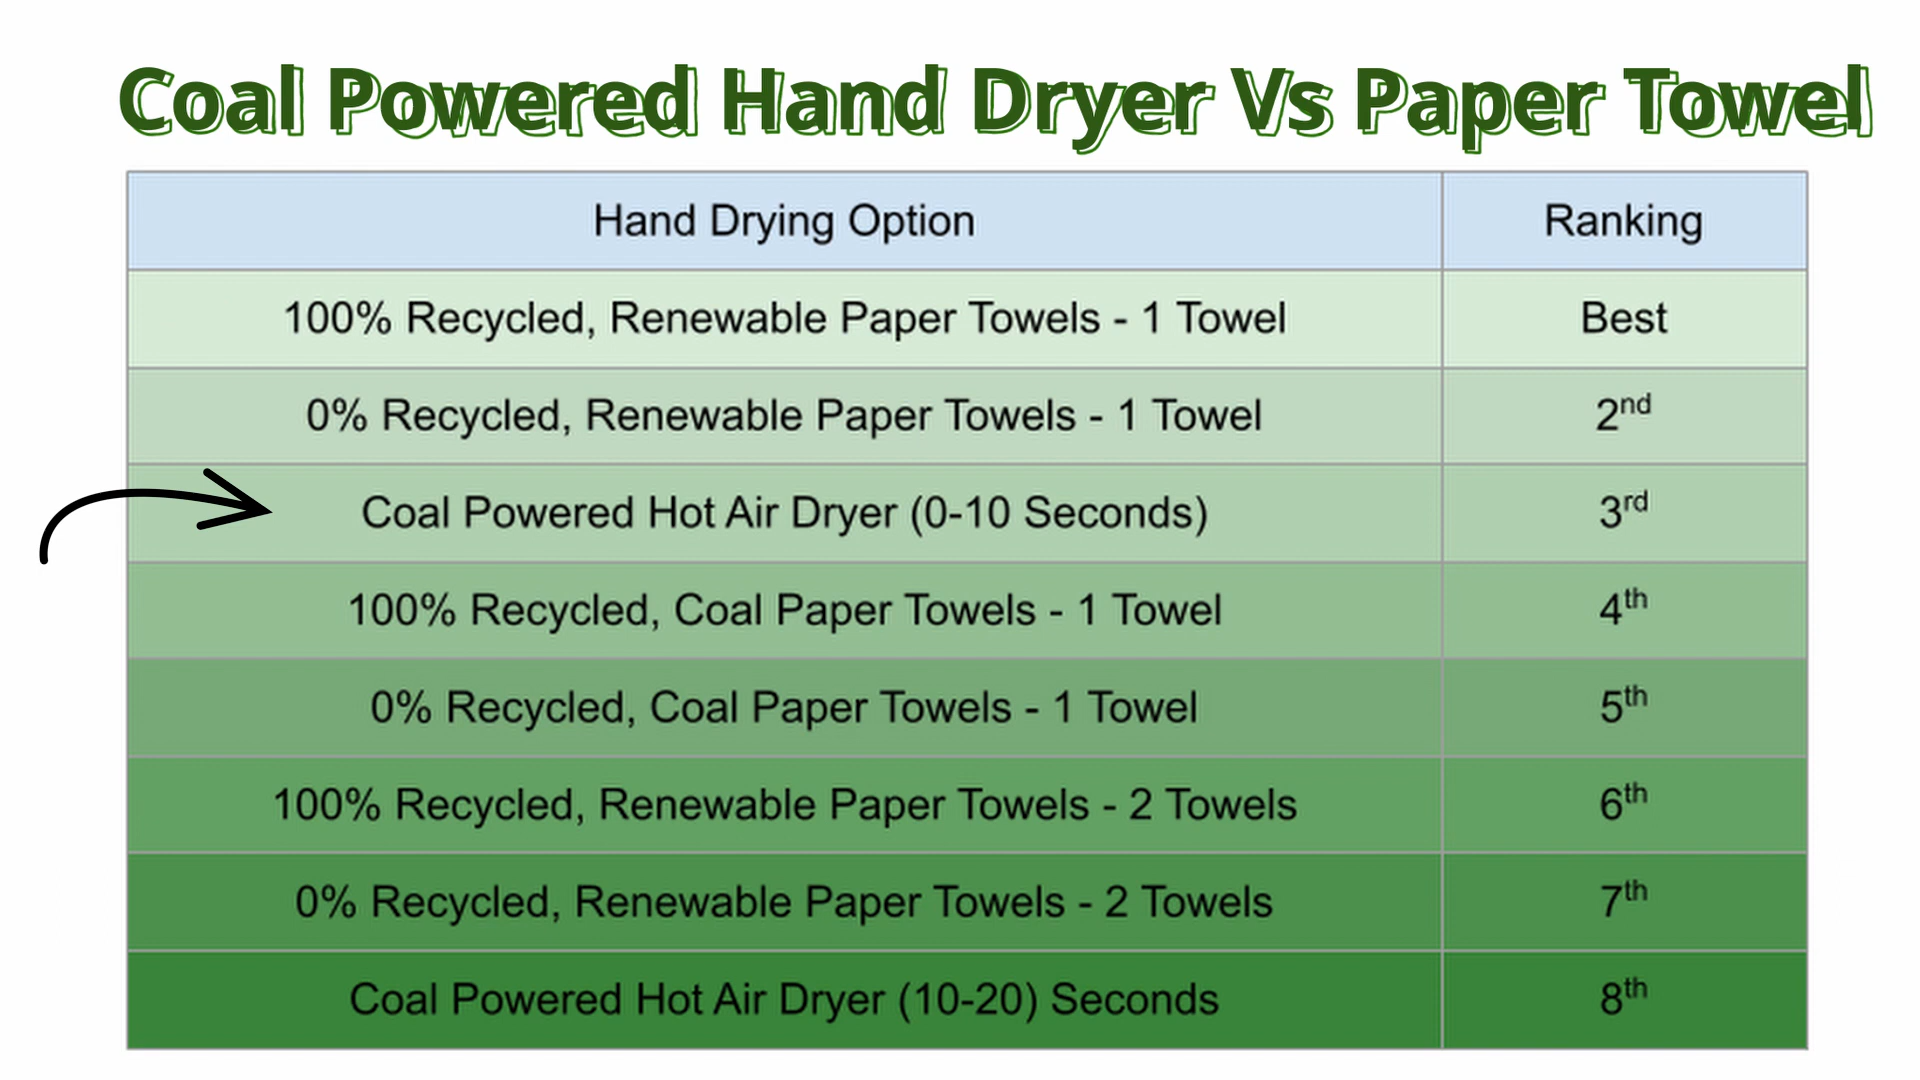 Coal Powered Hand Dryer Vs Paper Towel
Hand Drying Option Ranking
100% Recycled, Renewable Paper Towels - 1 Towel Best
0% Recycled, Renewable Paper Towels - 1 Towel 2nd
Coal Powered Hot Air Dryer (0-10 Seconds) 3rd
100% Recycled, Coal Paper Towels - 1 Towel 4th
0% Recycled, Coal Paper Towels - 1 Towel 5th
100% Recycled, Renewable Paper Towels - 2 Towels 6th
0% Recycled, Renewable Paper Towels - 2 Towels 7th
Coal Powered Hot Air Dryer (10-20) Seconds 8th